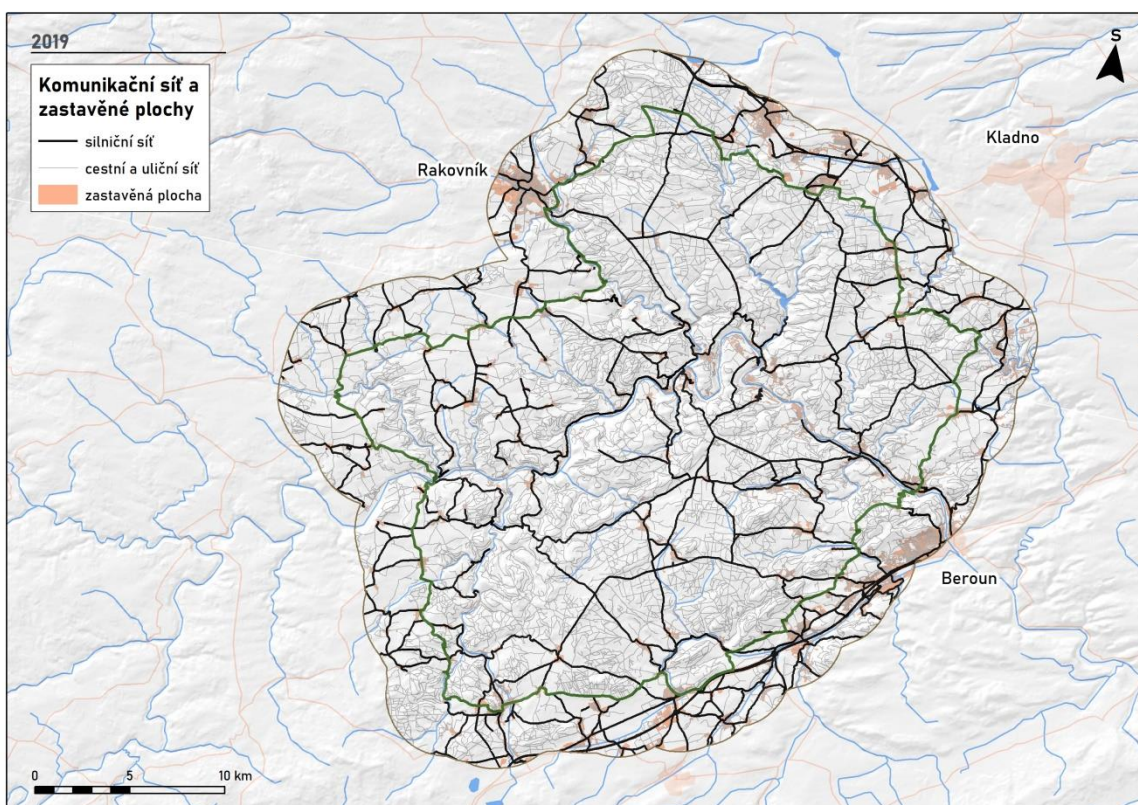 2019
Komunikační síť a
zastavěné plochy
silniční síť
cestní a uliční síť
zastavěná plocha
S
Kladno
Rakovník
Beroun
0 5 10 km